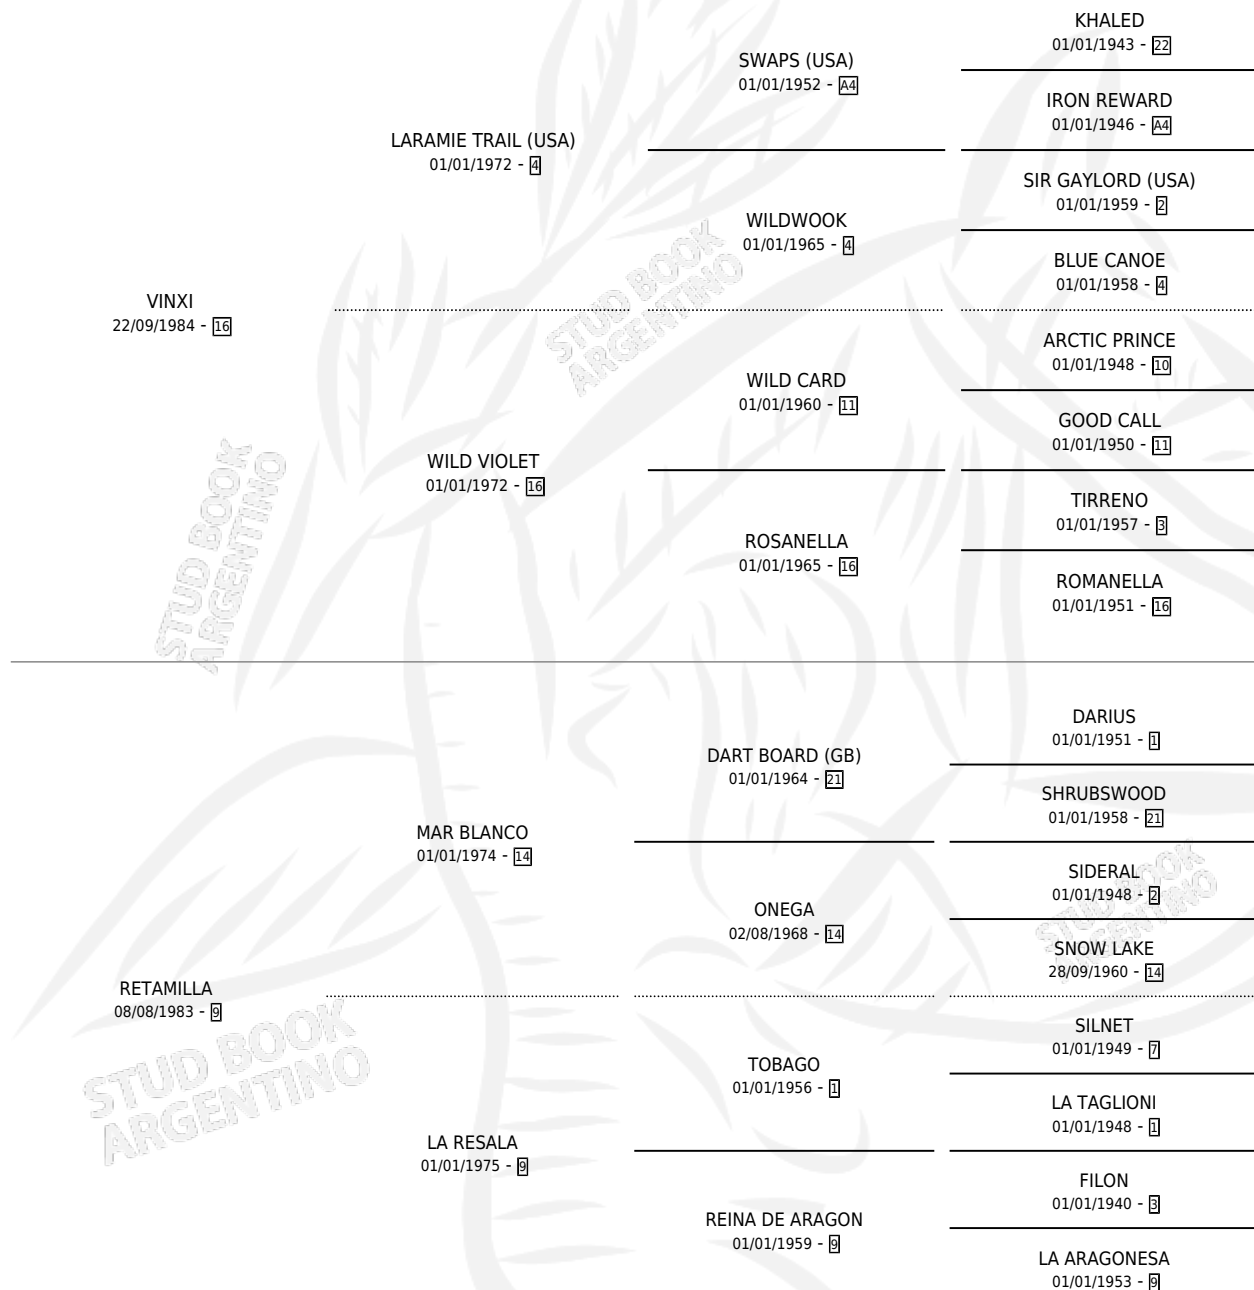 KHALED
01/01/1943 - 22
SWAPS (USA)
01/01/1952 - A4
IRON REWARD
01/01/1946 - A4
LARAMIE TRAIL (USA)
01/01/1972 - 4
SIR GAYLORD (USA)
01/01/1959 - 2
WILDWOOK
01/01/1965 - 4
BLUE CANOE
01/01/1958 - 4
VINXI
22/09/1984 - 16
STUD BOOK
ARGENTINO
ARCTIC PRINCE
01/01/1948 - 10
WILD CARD
01/01/1960 - 11
GOOD CALL
01/01/1950 - 11
WILD VIOLET
01/01/1972 - 16
TIRRENO
01/01/1957 - 3
ROSANELLA
01/01/1965 - 16
ROMANELLA
01/01/1951 - 16
STUD BOOK
ARGENTINO
DARIUS
01/01/1951 - 1
DART BOARD (GB)
01/01/1964 - 21
SHRUBSWOOD
01/01/1958 - 21
MAR BLANCO
01/01/1974 - 14
SIDERAL
01/01/1948 - 2
ONEGA
02/08/1968 - 14
SNOW LAKE
28/09/1960 - 14
STUD BOOK
ARGENTINO
RETAMILLA
08/08/1983 - 9
SILNET
01/01/1949 - 7
TOBAGO
01/01/1956 - 1
LA TAGLIONI
01/01/1948 - 1
STUD BOOK
ARGENTINO
LA RESALA
01/01/1975 - 9
FILON
01/01/1940 - 3
REINA DE ARAGON
01/01/1959 - 9
LA ARAGONESA
01/01/1953 - 9